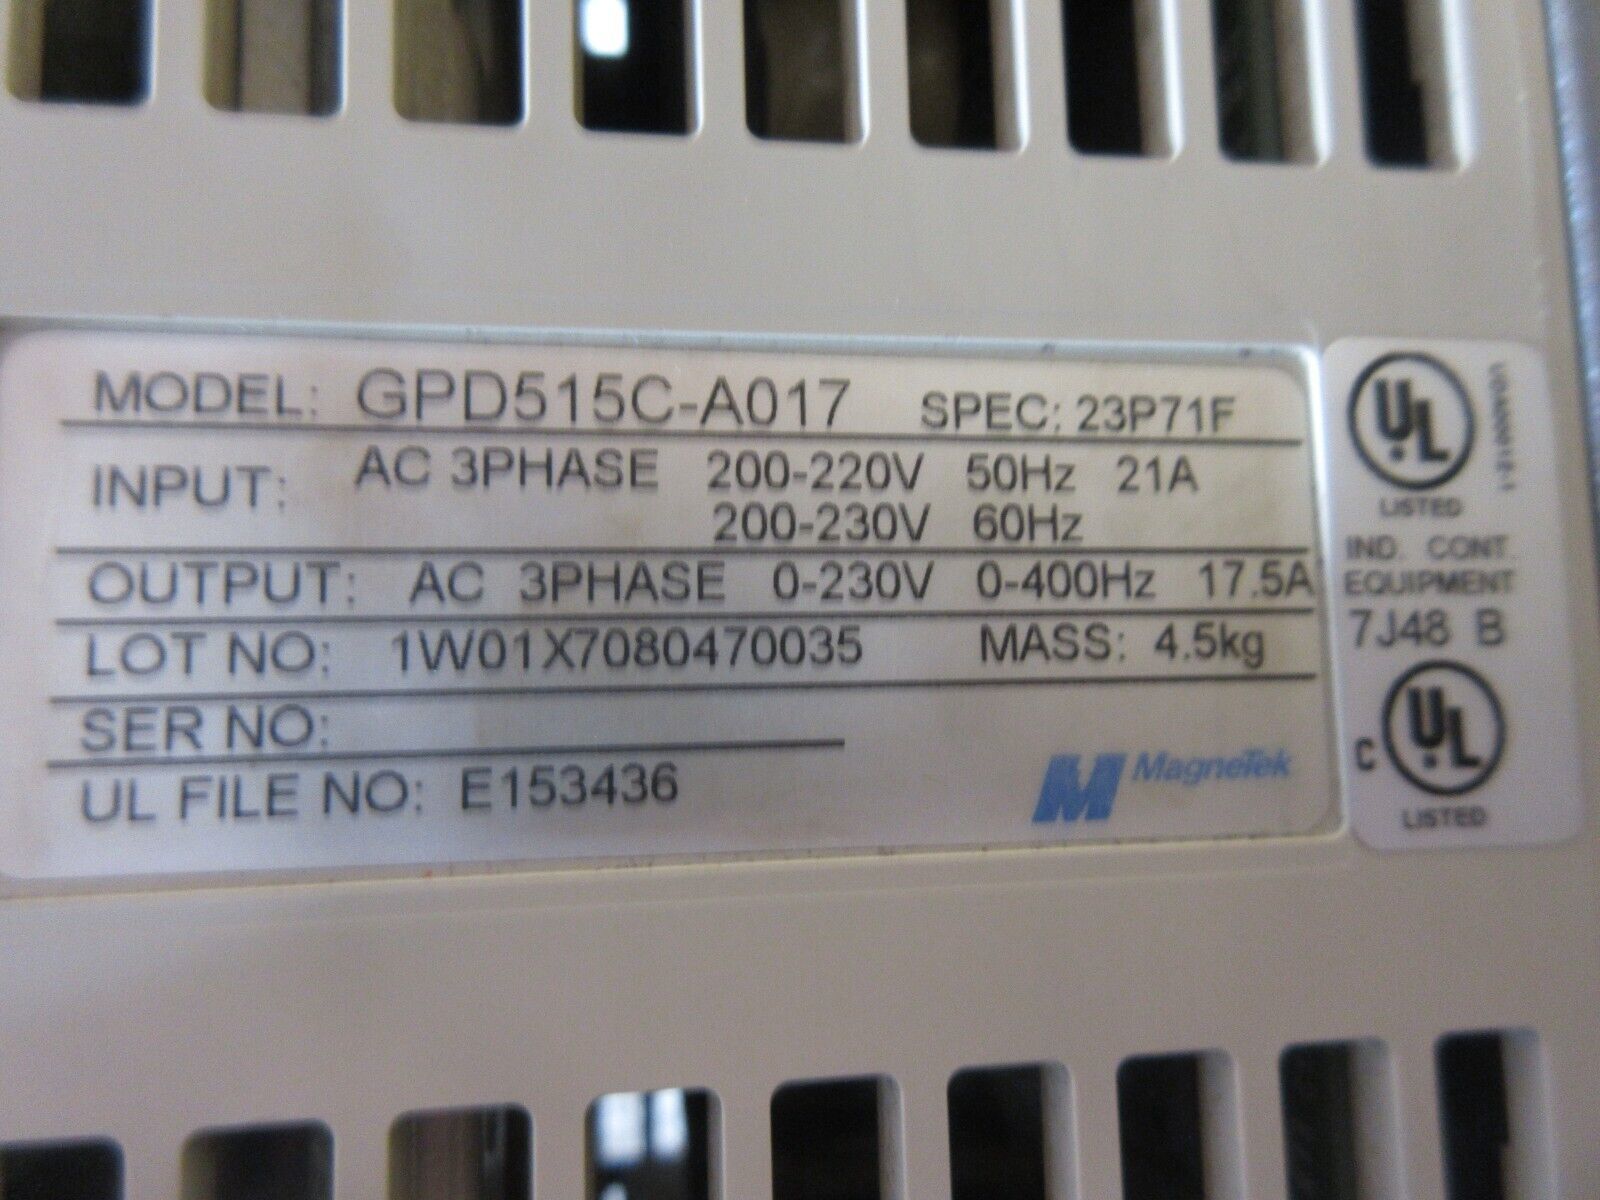 MODEL: GPD515C-A017 SPEC: 23P71F
INPUT: AC 3PHASE 200-220V 50Hz 21A
200-230V 60Hz
OUTPUT: AC 3PHASE 0-230V 0-400Hz 17.5A
LOT NO: 1W01X7080470035 MASS: 4.5kg
SER NO:
UL FILE NO: E153436
MagneTek
UL
LISTED
IND. CONT.
EQUIPMENT
7J48 B
C UL
LISTED